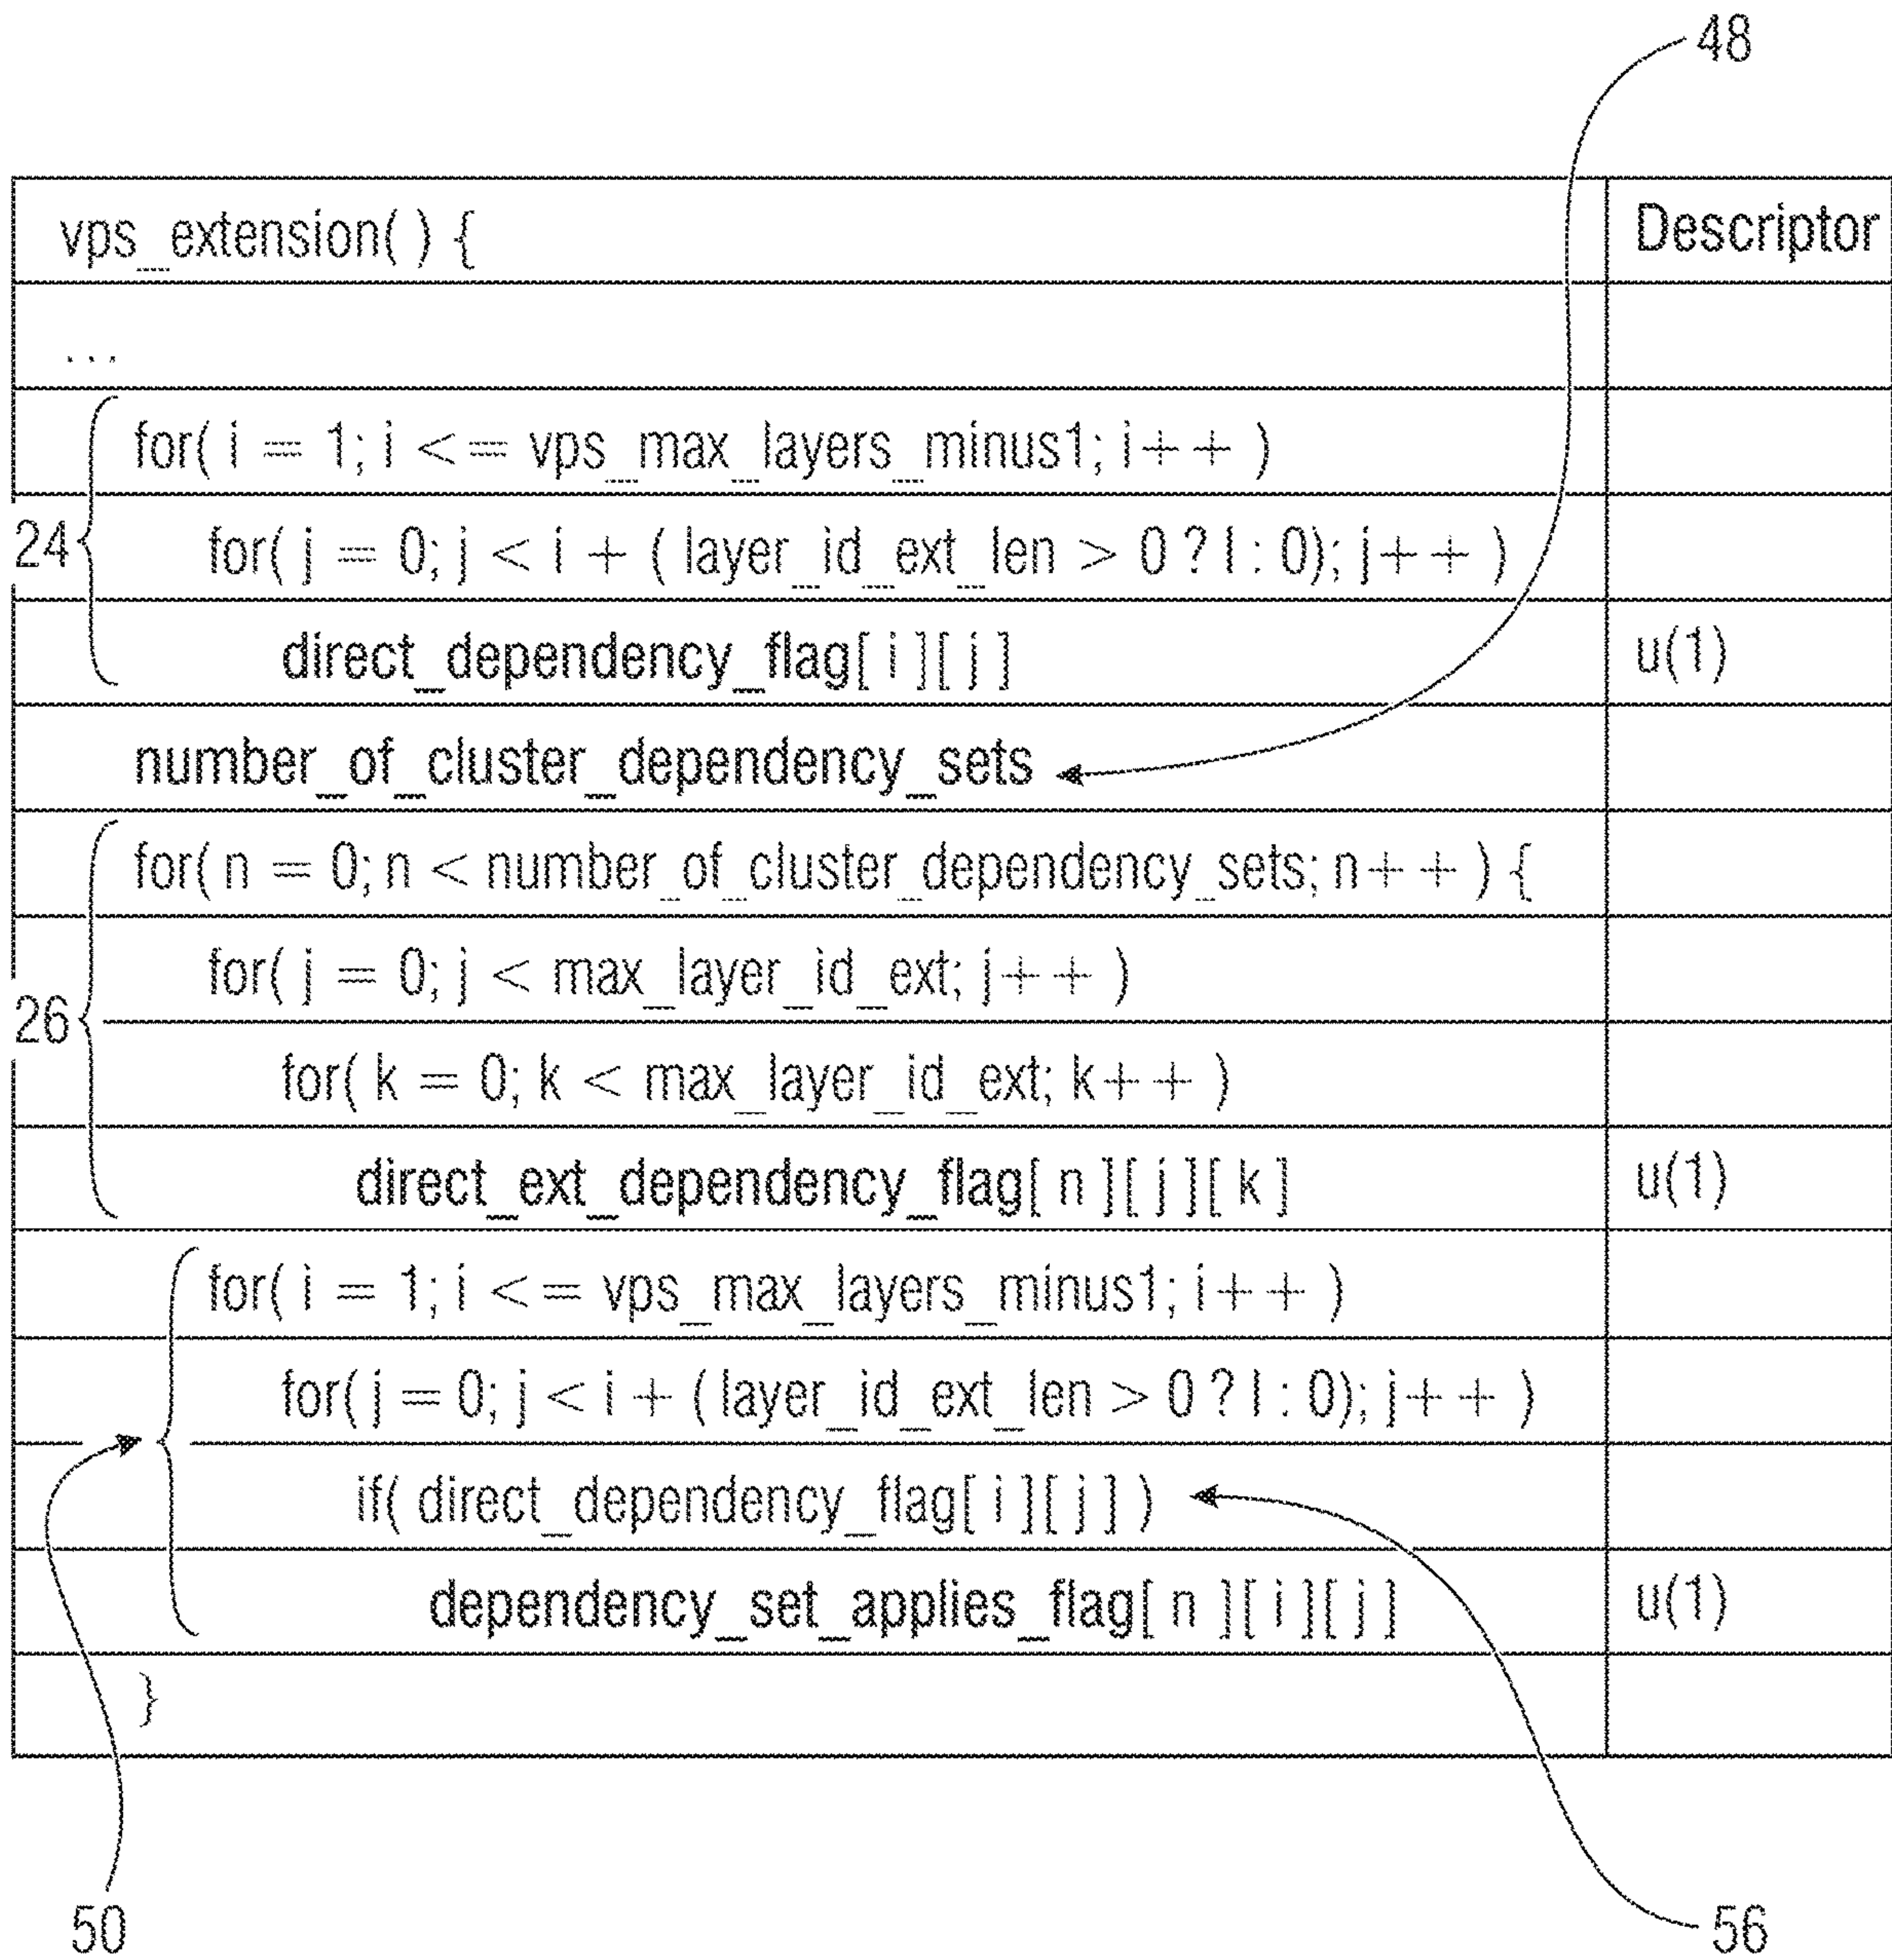 48
vps_extension( ) { Descriptor
...
for( i = 1; i <= vps_max_layers_minus1; i++ )
24
for( j = 0; j < i + ( layer_id_ext_len > 0 ? l : 0); j++ )
direct_dependency_flag[ i ][ j ] u(1)
number_of_cluster_dependency_sets
for( n = 0; n < number_of_cluster_dependency_sets; n++ ) {
for( j = 0; j < max_layer_id_ext; j++ )
26
for( k = 0; k < max_layer_id_ext; k++ )
direct_ext_dependency_flag[ n ][ j ][ k ] u(1)
for( i = 1; i <= vps_max_layers_minus1; i++ )
for( j = 0; j < i + ( layer_id_ext_len > 0 ? l : 0); j++ )
if( direct_dependency_flag[ i ][ j ] )
dependency_set_applies_flag[ n ][ i ][ j ] u(1)
}
50
56